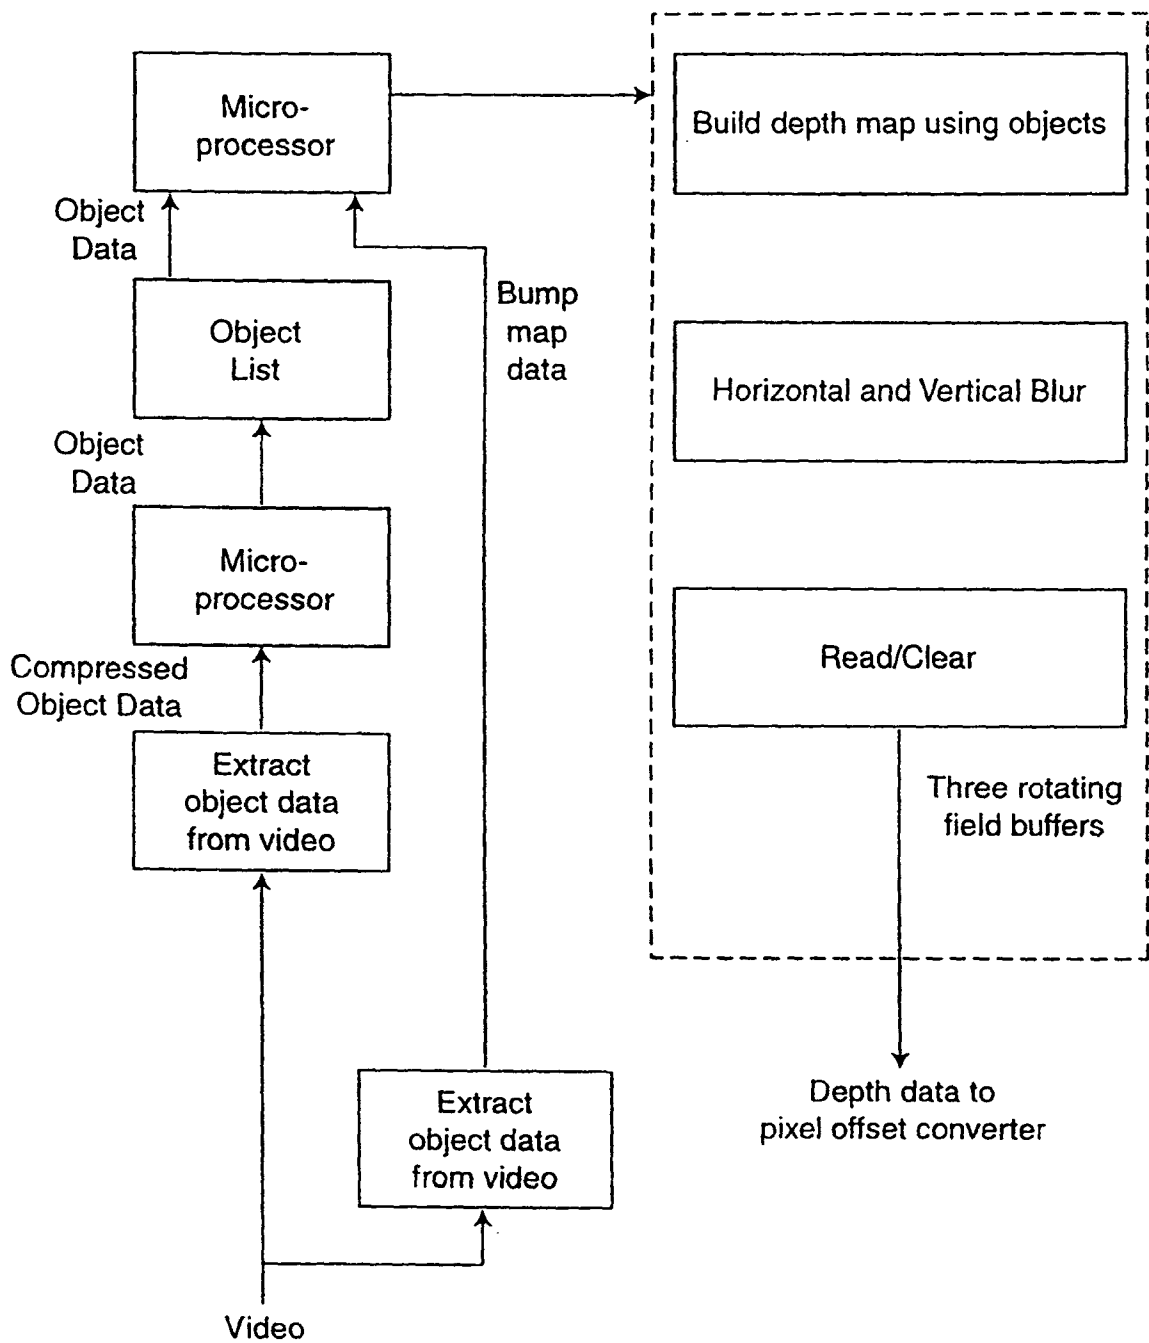 Micro-
processor
Build depth map using objects
Object
Data
Object
List
Bump
map
data
Horizontal and Vertical Blur
Object
Data
Micro-
processor
Read/Clear
Compressed
Object Data
Extract
object data
from video
Three rotating
field buffers
Extract
object data
from video
Depth data to
pixel offset converter
Video